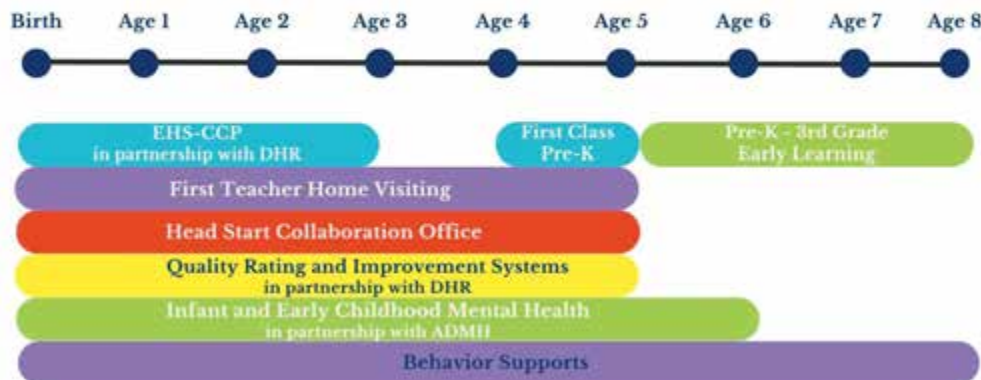 Birth Age 1 Age 2 Age 3 Age 4 Age 5 Age 6 Age 7 Age 8
EHS-CCP
in partnership with DHR
First Class
Pre-K
Pre-K - 3rd Grade
Early Learning
First Teacher Home Visiting
Head Start Collaboration Office
Quality Rating and Improvement Systems
in partnership with DHR
Infant and Early Childhood Mental Health
in partnership with ADMH
Behavior Supports